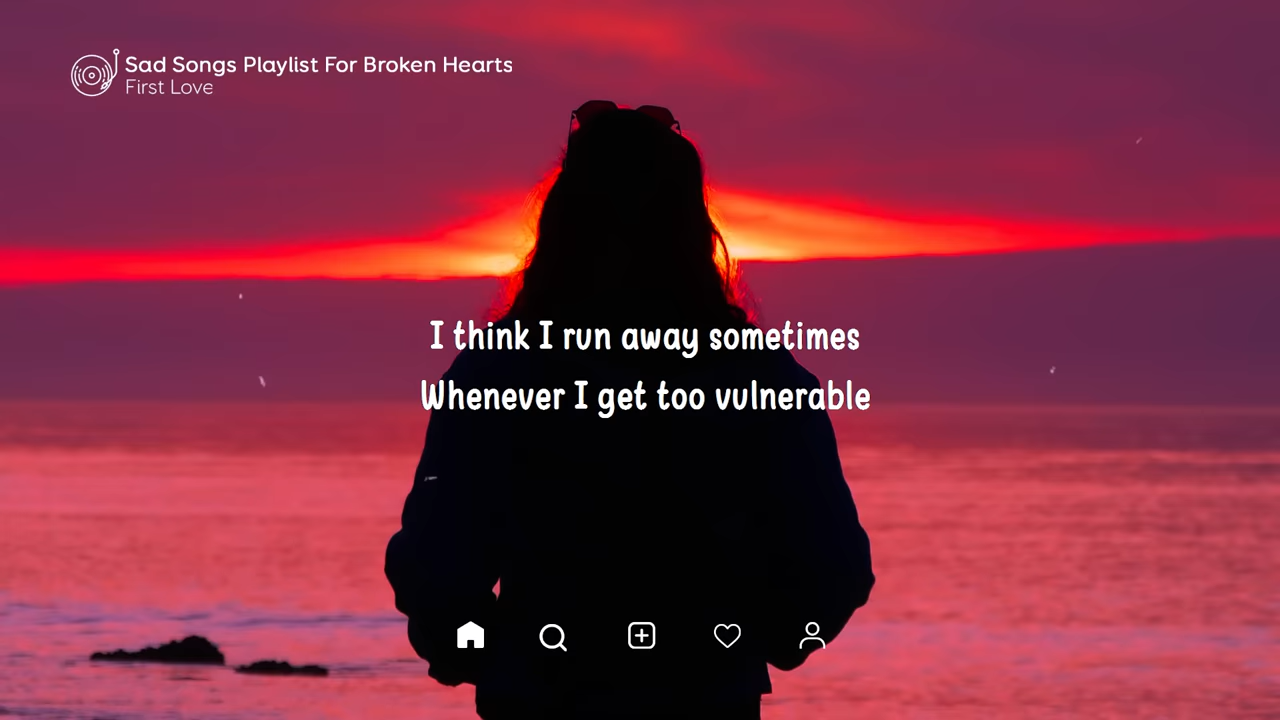 Sad Songs Playlist For Broken Hearts
First Love
I think I run away sometimes
Whenever I get too vulnerable